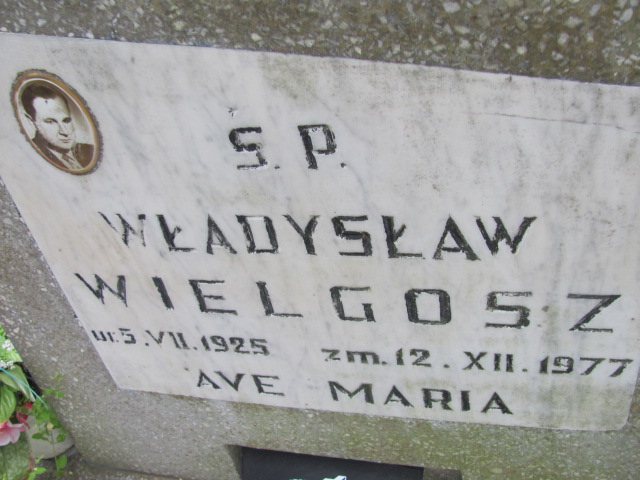 Ś.P.
WŁADYSŁAW
WIELGOSZ
ur. 5. VII. 1925 zm. 12. XII. 1977
AVE MARIA